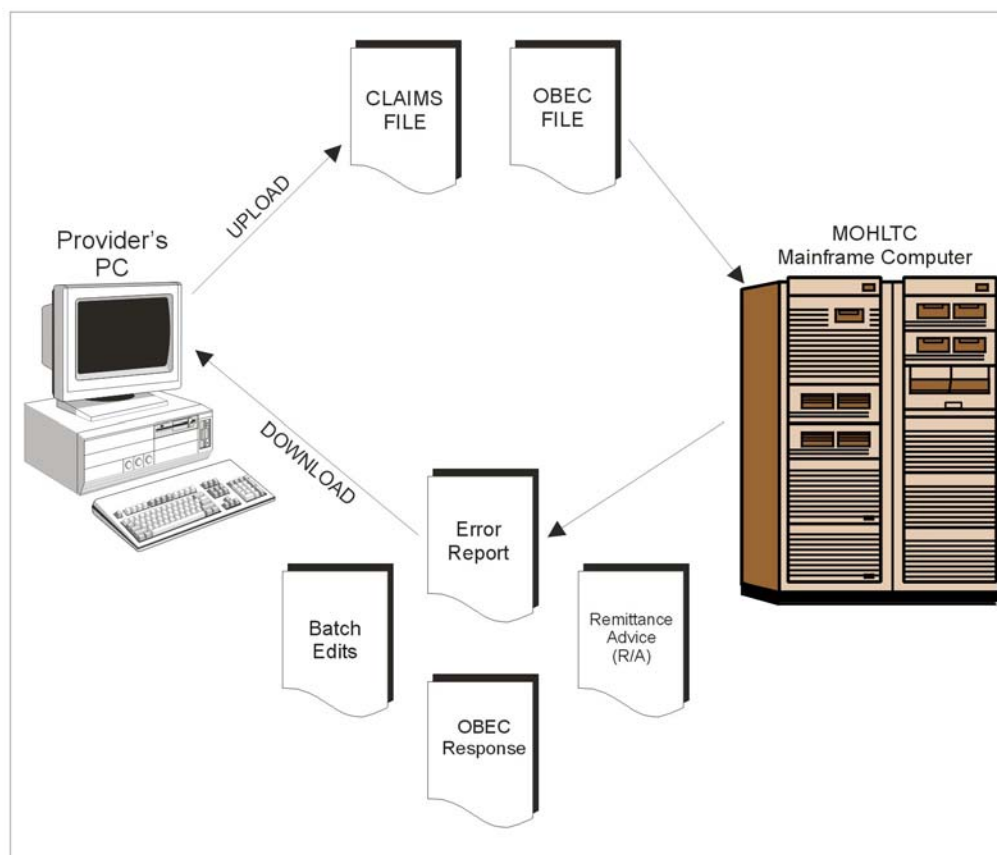 CLAIMS
FILE
OBEC
FILE
UPLOAD
Provider's
PC
MOHLTC
Mainframe Computer
DOWNLOAD
Error
Report
Batch
Edits
Remittance
Advice
(R/A)
OBEC
Response